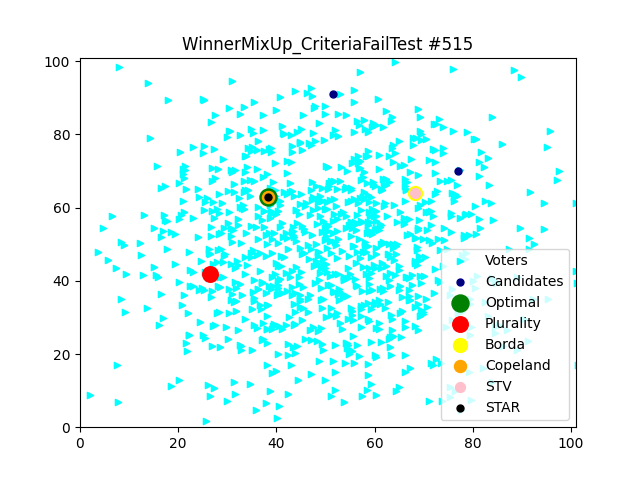 WinnerMixUp_CriteriaFailTest #515
100
80
60
40
20
0
0
20
40
60
80
100
Voters
Candidates
Optimal
Plurality
Borda
Copeland
STV
STAR